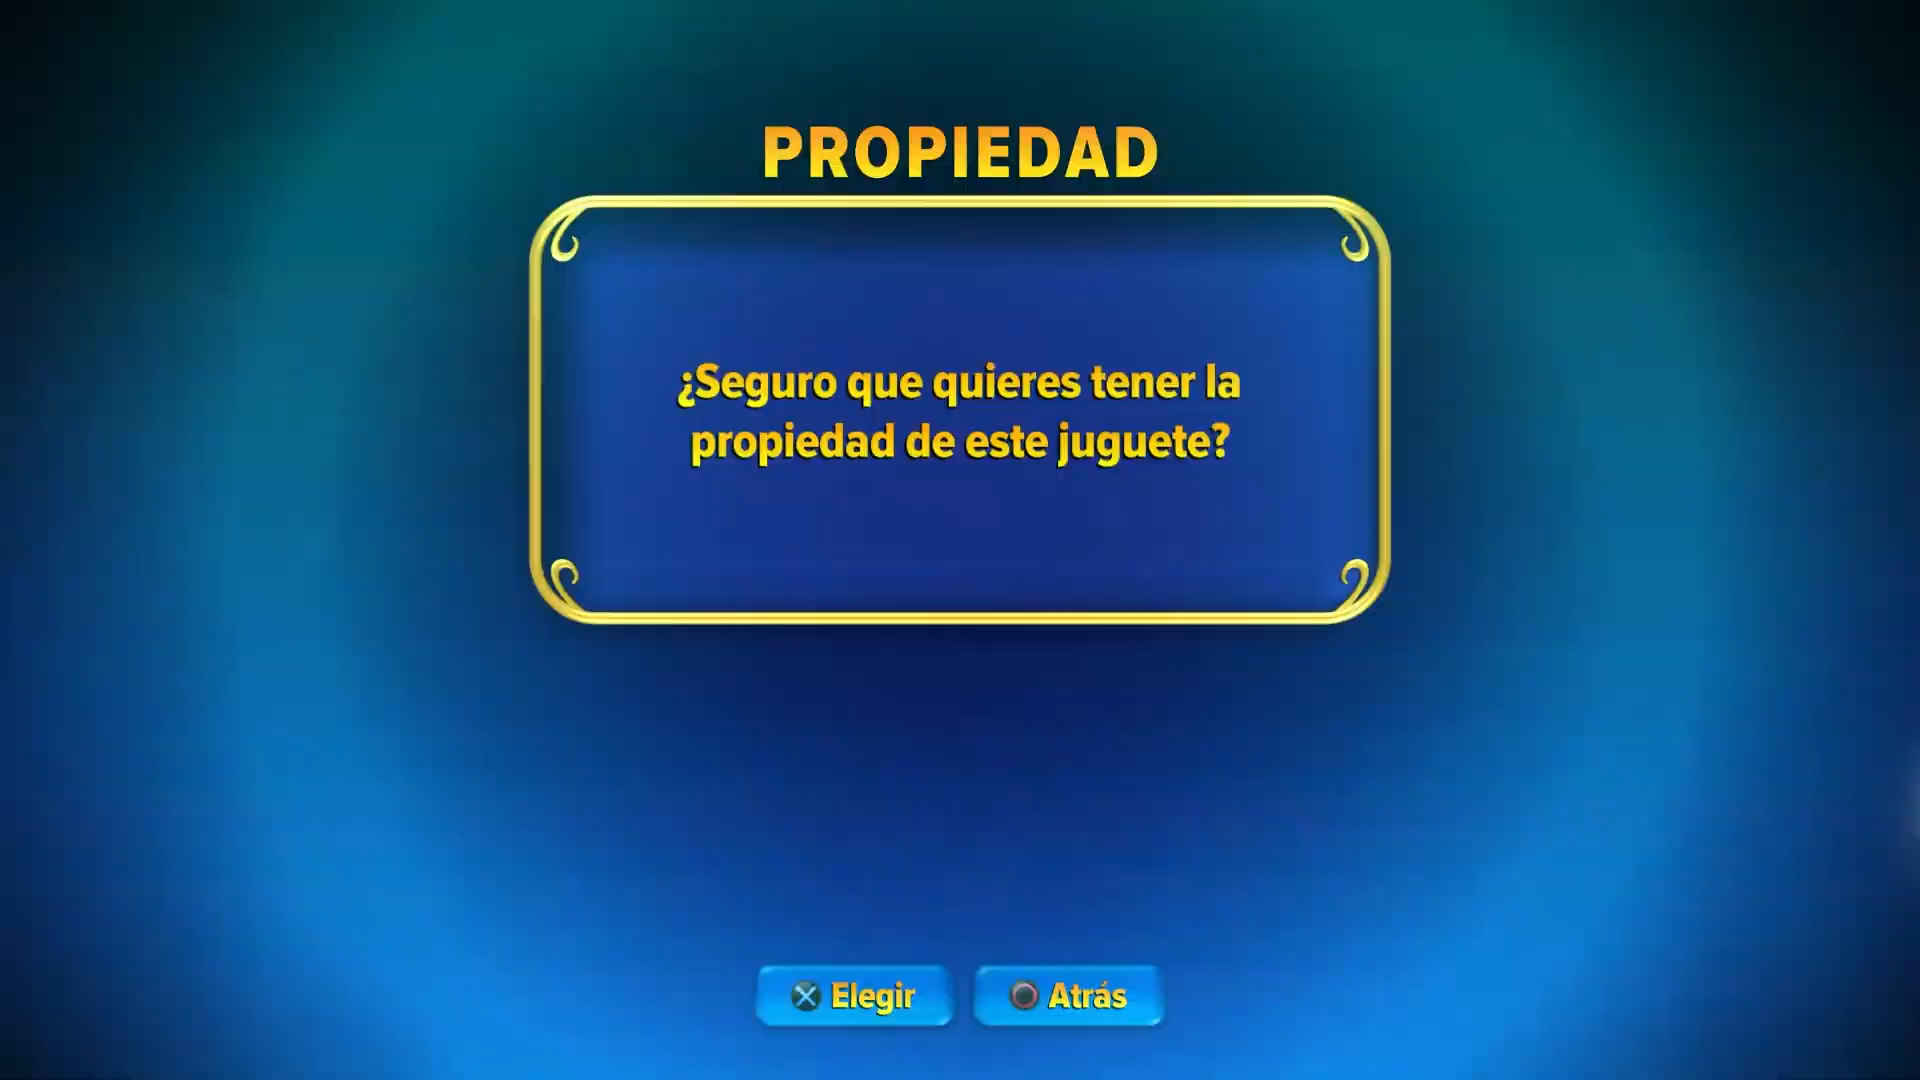 PROPIEDAD
¿Seguro que quieres tener la
propiedad de este juguete?
Elegir
Atrás